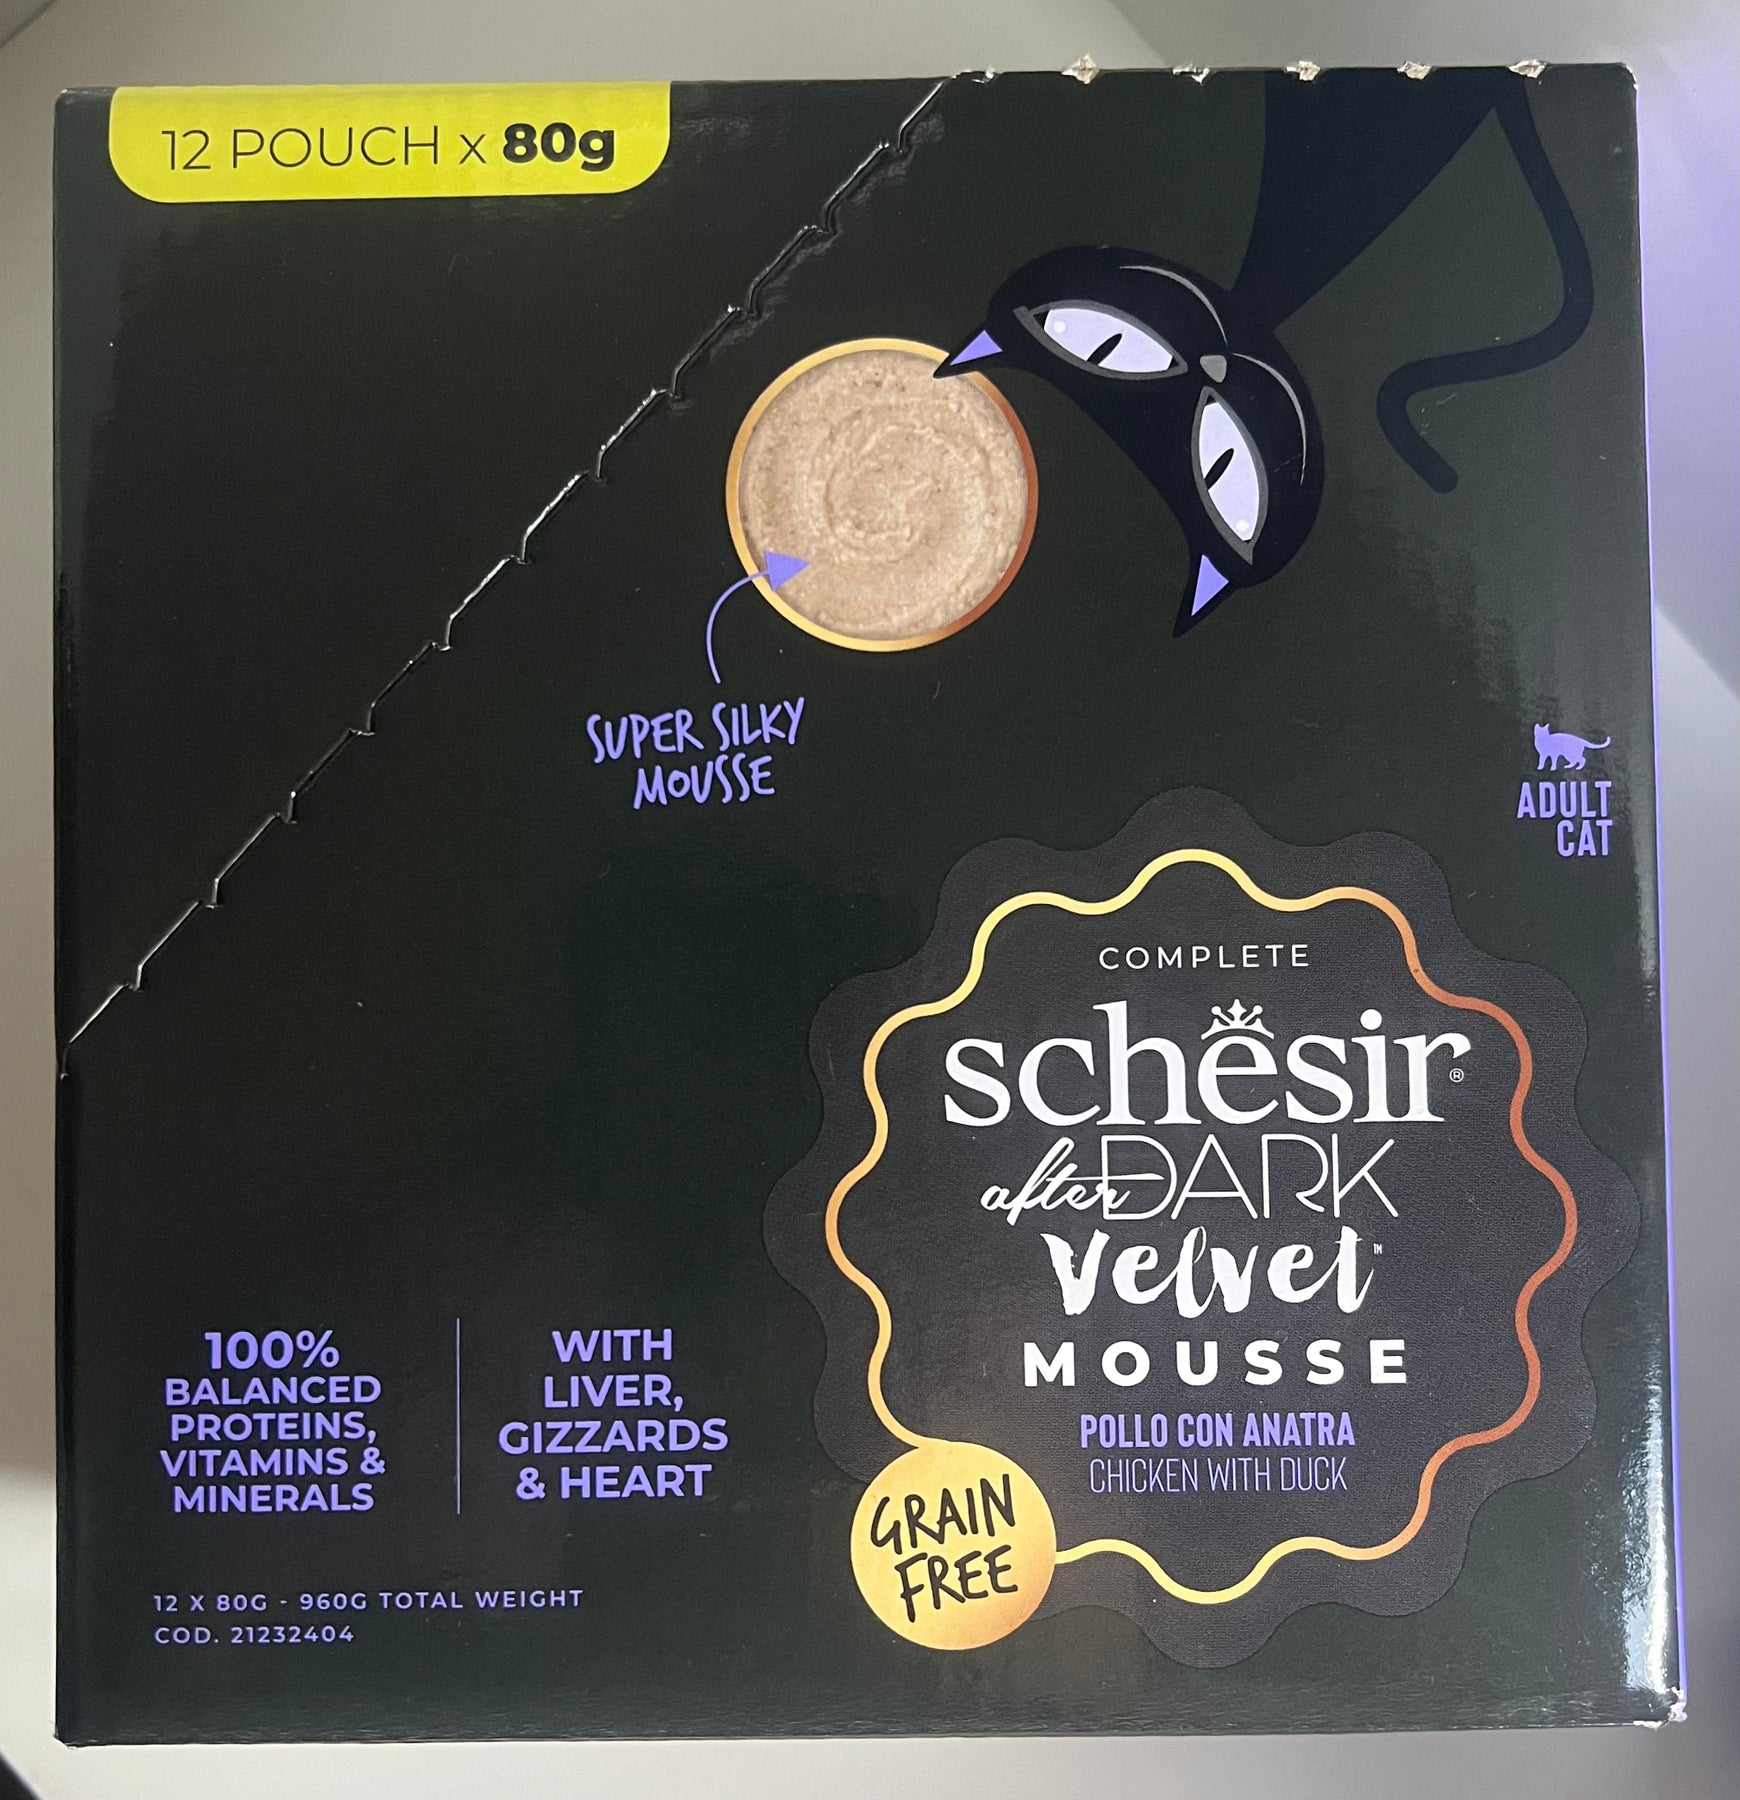 12 POUCH x 80g
SUPER SILKY
MOUSSE
ADULT
CAT
COMPLETE
schesir®
after DARK
Velvet™
MOUSSE
POLLO CON ANATRA
CHICKEN WITH DUCK
GRAIN
FREE
100%
BALANCED
PROTEINS,
VITAMINS &
MINERALS
WITH
LIVER,
GIZZARDS
& HEART
12 X 80G - 960G TOTAL WEIGHT
COD. 21232404